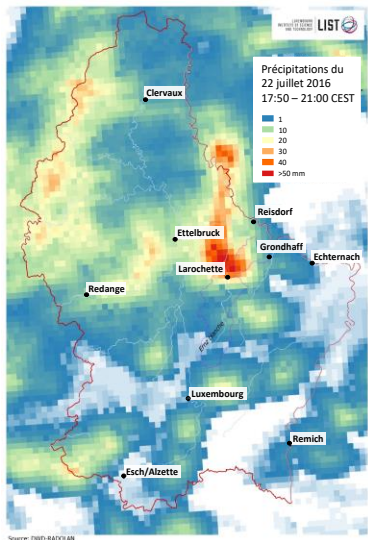 LUXEMBOURG
INSTITUTE OF SCIENCE
AND TECHNOLOGY
LIST
Précipitations du
22 juillet 2016
17:50 – 21:00 CEST
1
10
20
30
40
>50 mm
Clervaux
Reisdorf
Ettelbruck
Grondhaff
Echternach
Larochette
Redange
Ernz
Luxembourg
Remich
Esch/Alzette
Source: DWD-RADOLAN